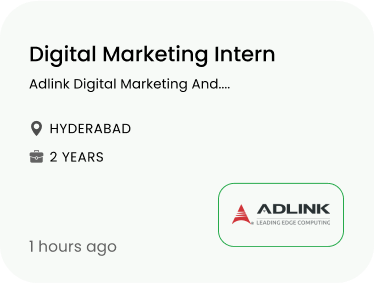 Digital Marketing Intern
Adlink Digital Marketing And....
HYDERABAD
2 YEARS
ADLINK
LEADING EDGE COMPUTING
1 hours ago